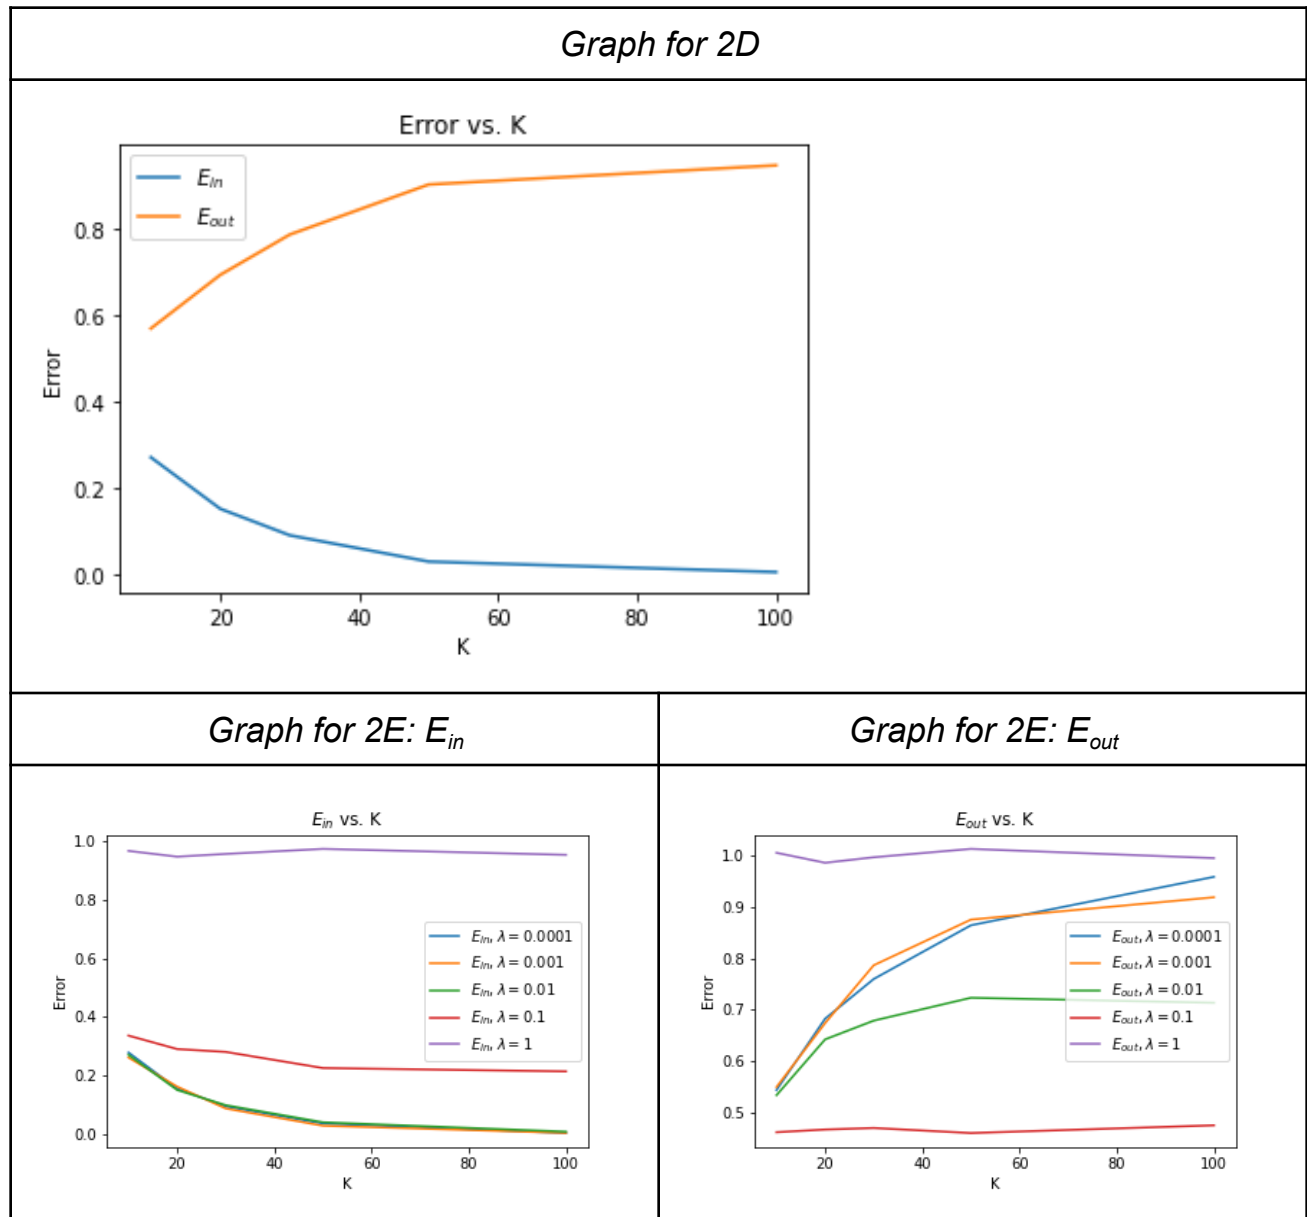 Graph for 2D
Error vs. K
E_in
E_out
0.8
0.6
0.4
0.2
0.0
Error
20 40 60 80 100
K
Graph for 2E: E_in
Graph for 2E: E_out
E_in vs. K
1.0
0.8
0.6
0.4
0.2
0.0
Error
E_in, λ = 0.0001
E_in, λ = 0.001
E_in, λ = 0.01
E_in, λ = 0.1
E_in, λ = 1
20 40 60 80 100
K
E_out vs. K
1.0
0.9
0.8
0.7
0.6
0.5
Error
E_out, λ = 0.0001
E_out, λ = 0.001
E_out, λ = 0.01
E_out, λ = 0.1
E_out, λ = 1
20 40 60 80 100
K